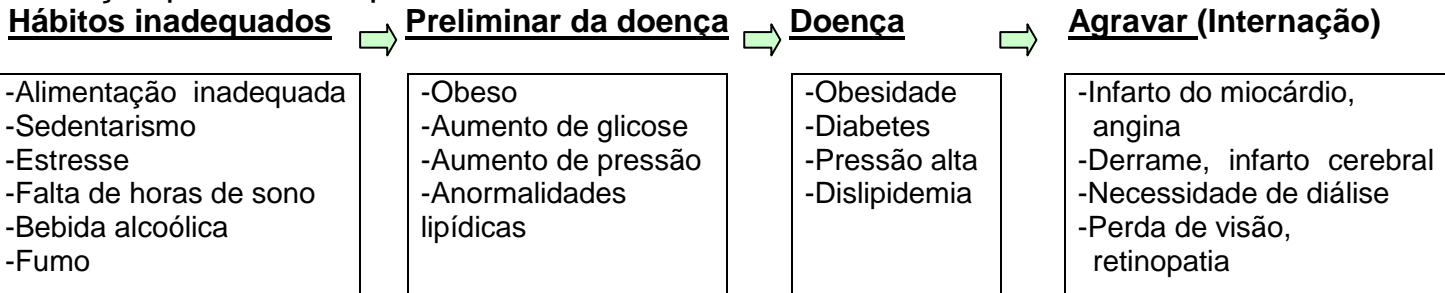 Hábitos inadequados
Preliminar da doença
Doença
Agravar (Internação)
-Alimentação inadequada
-Sedentarismo
-Estresse
-Falta de horas de sono
-Bebida alcoólica
-Fumo
-Obeso
-Aumento de glicose
-Aumento de pressão
-Anormalidades
lipídicas
-Obesidade
-Diabetes
-Pressão alta
-Dislipidemia
-Infarto do miocárdio,
angina
-Derrame, infarto cerebral
-Necessidade de diálise
-Perda de visão,
retinopatia